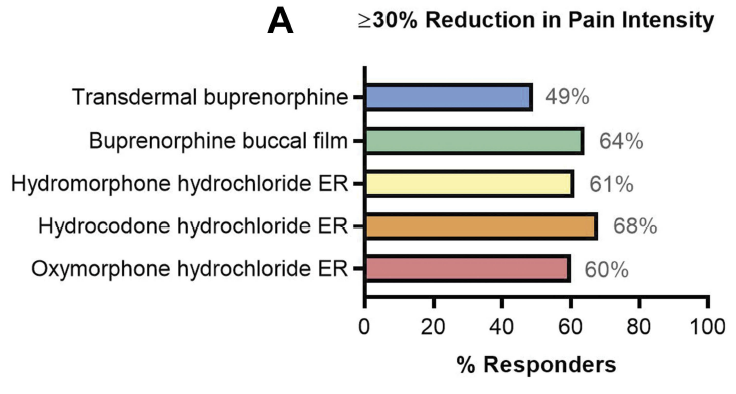 A
≥30% Reduction in Pain Intensity
Transdermal buprenorphine 49%
Buprenorphine buccal film 64%
Hydromorphone hydrochloride ER 61%
Hydrocodone hydrochloride ER 68%
Oxymorphone hydrochloride ER 60%
0 20 40 60 80 100
% Responders